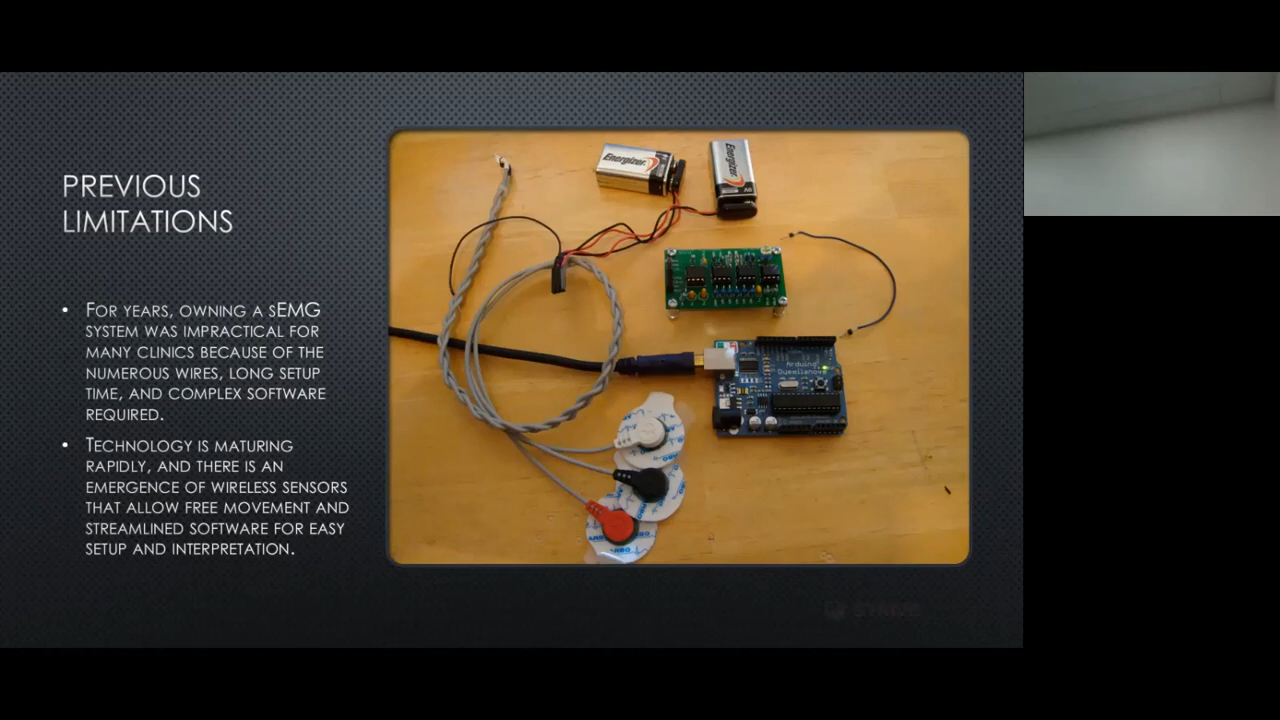 PREVIOUS
LIMITATIONS
• FOR YEARS, OWNING A SEMG
SYSTEM WAS IMPRACTICAL FOR
MANY CLINICS BECAUSE OF THE
NUMEROUS WIRES, LONG SETUP
TIME, AND COMPLEX SOFTWARE
REQUIRED.
• TECHNOLOGY IS MATURING
RAPIDLY, AND THERE IS AN
EMERGENCE OF WIRELESS SENSORS
THAT ALLOW FREE MOVEMENT AND
STREAMLINED SOFTWARE FOR EASY
SETUP AND INTERPRETATION.
Energizer
Energizer
9V
Arduino
Duemilanove